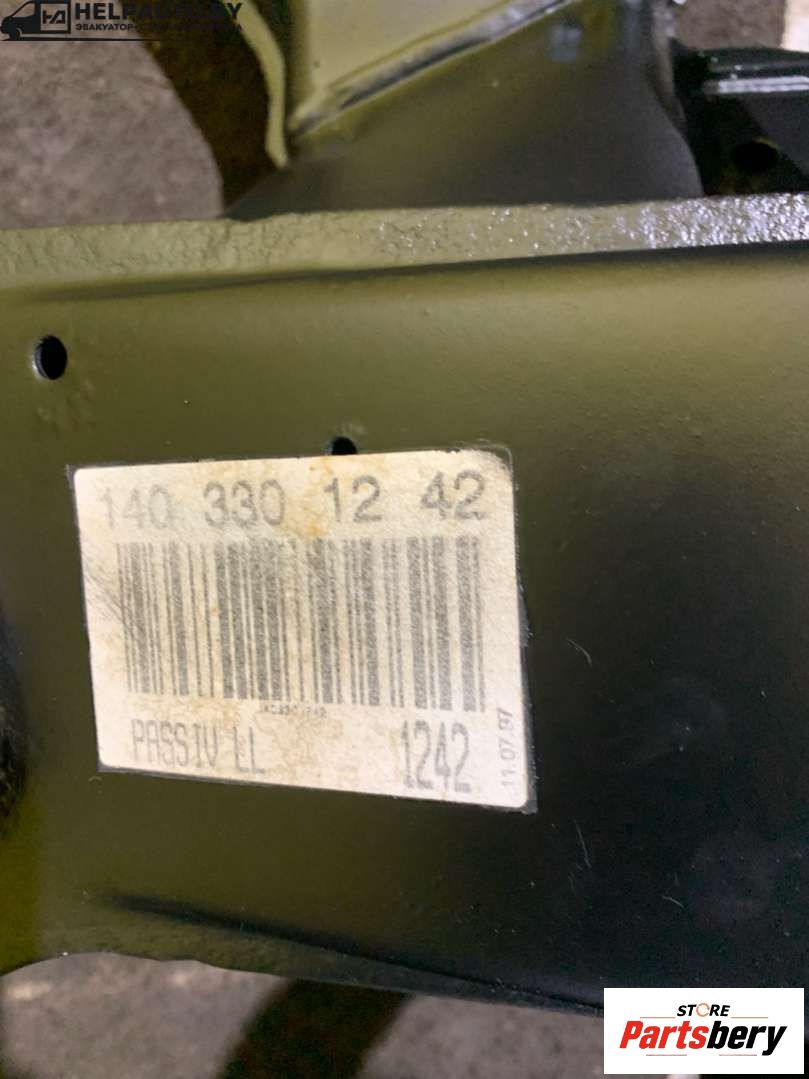 HELPAUTO.BY
140 330 12 42
PASSIV LL
1242
11.07.97
STORE
Partsbery